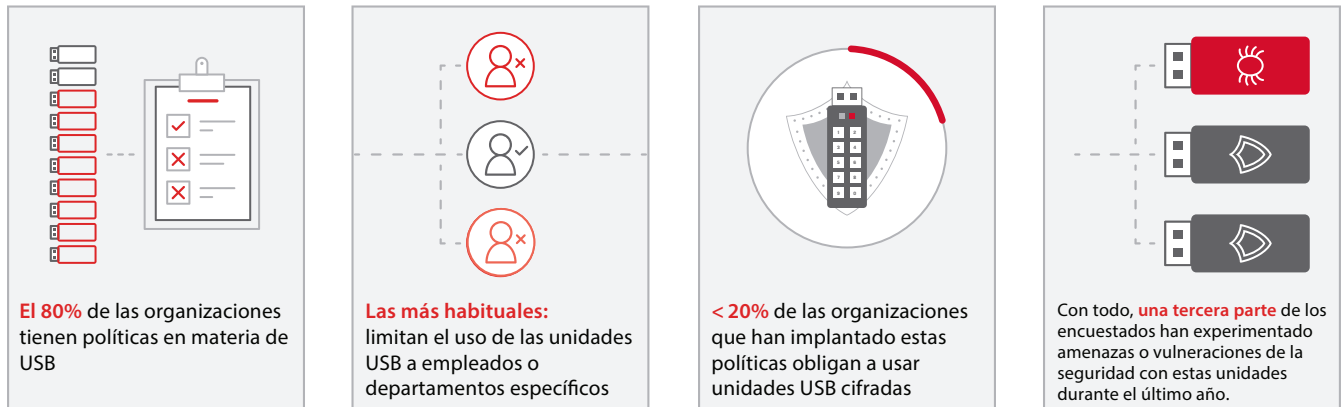 El 80% de las organizaciones
tienen políticas en materia de
USB
Las más habituales:
limitan el uso de las unidades
USB a empleados o
departamentos específicos
< 20% de las organizaciones
que han implantado estas
políticas obligan a usar
unidades USB cifradas
Con todo, una tercera parte de los
encuestados han experimentado
amenazas o vulneraciones de la
seguridad con estas unidades
durante el último año.